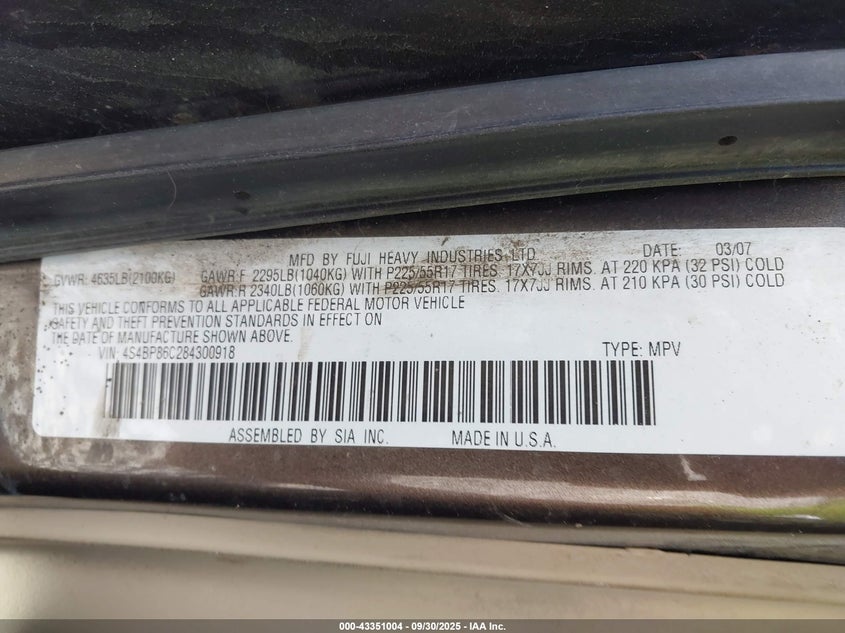 MFD BY FUJI HEAVY INDUSTRIES LTD. DATE: 03/07
GVWR: 4635LB(2100KG) GAWR:F 2295LB(1040KG) WITH P225/55R17 TIRES. 17X7JJ RIMS. AT 220 KPA (32 PSI) COLD
GAWR:R 2340LB(1060KG) WITH P225/55R17 TIRES. 17X7JJ RIMS. AT 210 KPA (30 PSI) COLD
THIS VEHICLE CONFORMS TO ALL APPLICABLE FEDERAL MOTOR VEHICLE
SAFETY AND THEFT PREVENTION STANDARDS IN EFFECT ON
THE DATE OF MANUFACTURE SHOWN ABOVE.
VIN: 4S4BP86C284300918 TYPE: MPV
ASSEMBLED BY SIA INC. MADE IN U.S.A.
000-43351004 — 09/30/2025 — IAA Inc.